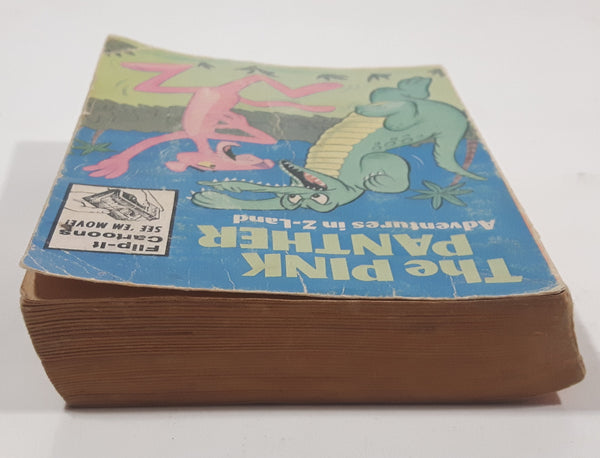 The PINK
PANTHER
Adventures in Z-Land
Flip-It
Cartoons
SEE 'EM MOVE!